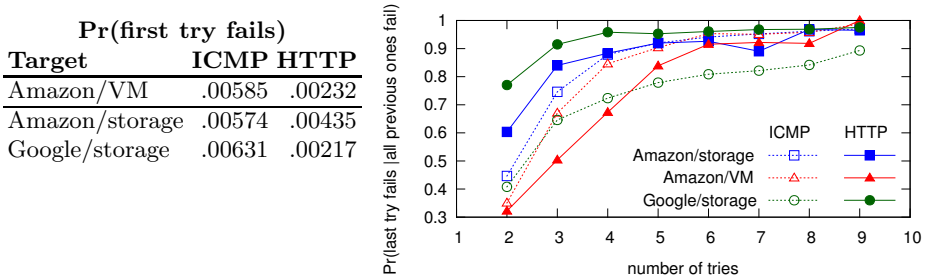 Pr(first try fails)
Target ICMP HTTP
Amazon/VM .00585 .00232
Amazon/storage .00574 .00435
Google/storage .00631 .00217
Pr(last try fails |all previous ones fail)
1
0.9
0.8
0.7
0.6
0.5
0.4
0.3
ICMP HTTP
Amazon/storage
Amazon/VM
Google/storage
1 2 3 4 5 6 7 8 9 10
number of tries